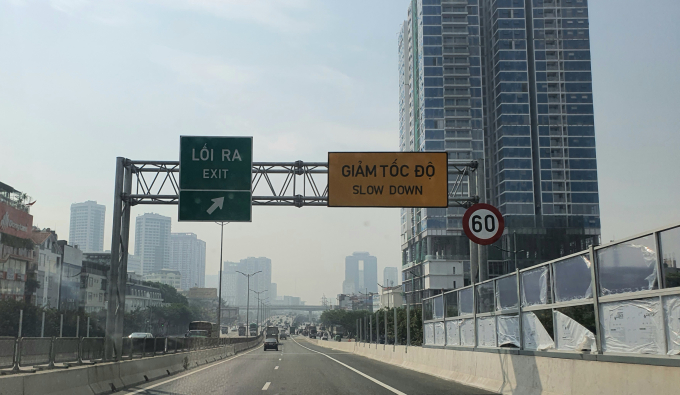 LỐI RA
EXIT
GIẢM TỐC ĐỘ
SLOW DOWN
60